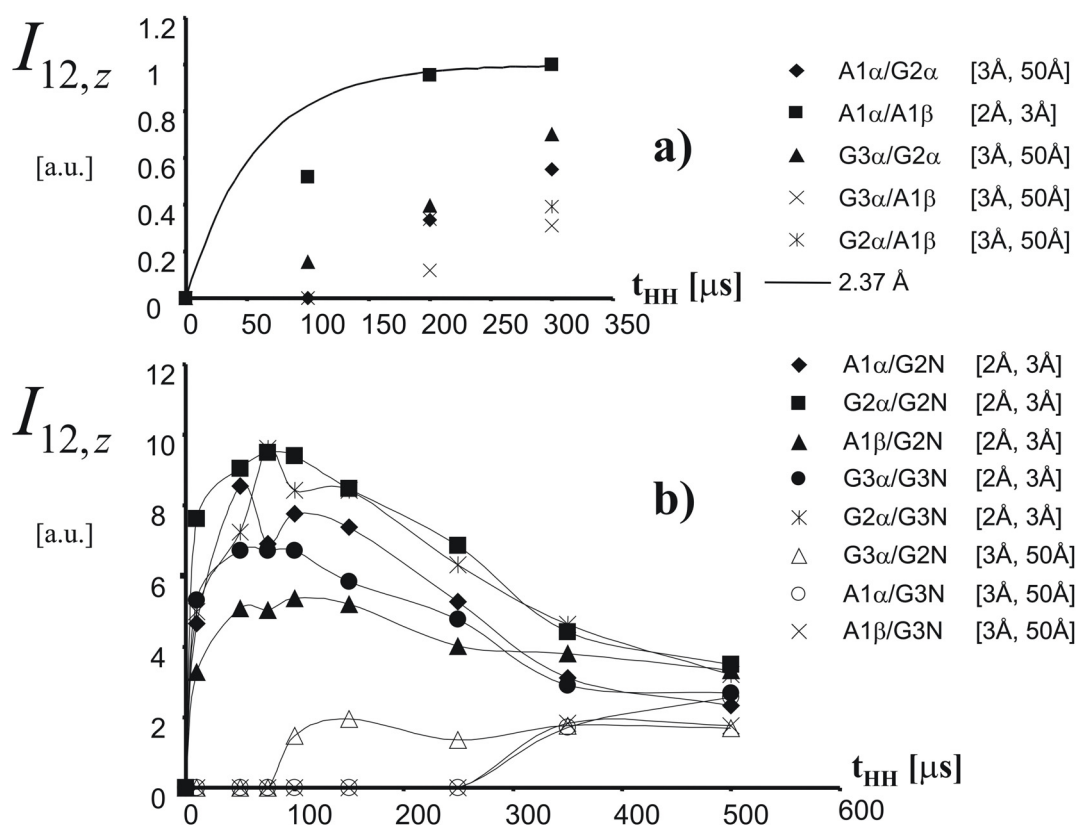 I12,z
[a.u.]
1.2
1
0.8
0.6
0.4
0.2
0
0 50 100 150 200 250 300 350
tHH [μs]
a)
A1α/G2α [3Å, 50Å]
A1α/A1β [2Å, 3Å]
G3α/G2α [3Å, 50Å]
G3α/A1β [3Å, 50Å]
G2α/A1β [3Å, 50Å]
2.37 Å
I12,z
[a.u.]
12
10
8
6
4
2
0
0 100 200 300 400 500 600
tHH [μs]
b)
A1α/G2N [2Å, 3Å]
G2α/G2N [2Å, 3Å]
A1β/G2N [2Å, 3Å]
G3α/G3N [2Å, 3Å]
G2α/G3N [2Å, 3Å]
G3α/G2N [3Å, 50Å]
A1α/G3N [3Å, 50Å]
A1β/G3N [3Å, 50Å]